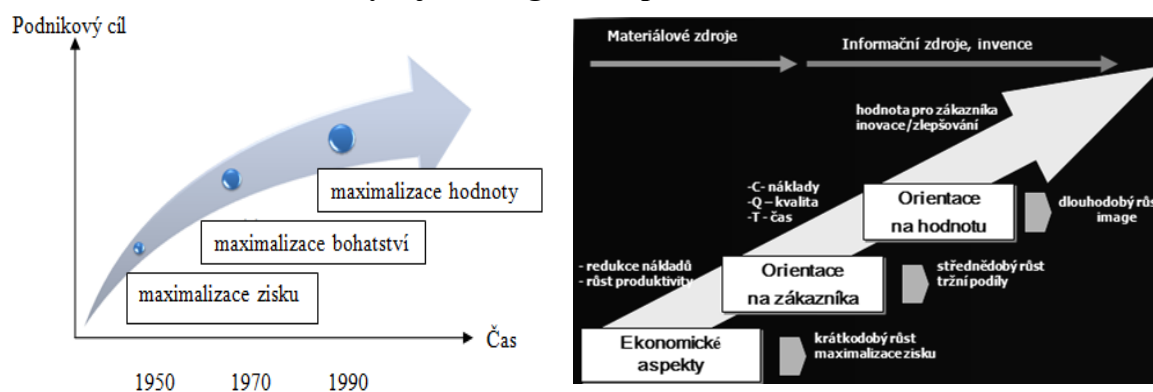 Podnikový cíl
maximalizace hodnoty
maximalizace bohatství
maximalizace zisku
Čas
1950 1970 1990
Materiálové zdroje
Informační zdroje, invence
hodnota pro zákazníka
inovace/zlepšování
-C- náklady
-Q – kvalita
-T - čas
Orientace
na hodnotu
dlouhodobý růs
image
- redukce nákladů
- růst produktivity
Orientace
na zákazníka
střednědobý růst
tržní podíly
Ekonomické
aspekty
krátkodobý růst
maximalizace zisku